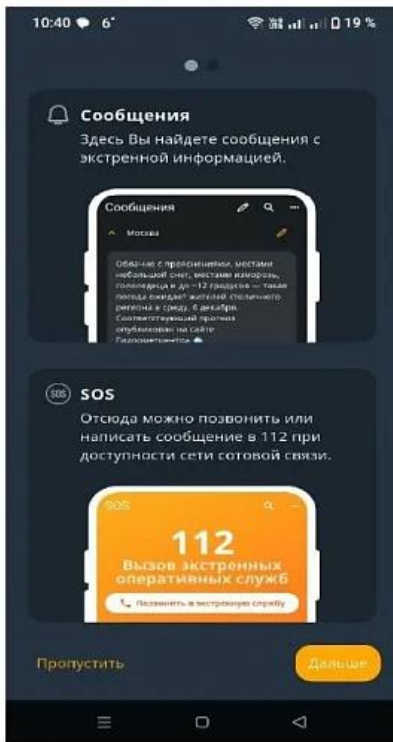 10:40 6° 19 %
Сообщения
Здесь Вы найдете сообщения с
экстренной информацией.
Сообщения
Москва
Облачно с прояснениями, местами
небольшой снег, местами изморозь,
гололедица и до −12 градусов — такая
погода ожидает жителей столичного
региона в среду, 6 декабря.
Соответствующий прогноз
опубликован на сайте
Гидрометцентра
SOS
SOS
Отсюда можно позвонить или
написать сообщение в 112 при
доступности сети сотовой связи.
SOS
112
Вызов экстренных
оперативных служб
Позвонить в экстренную службу
Пропустить
Дальше